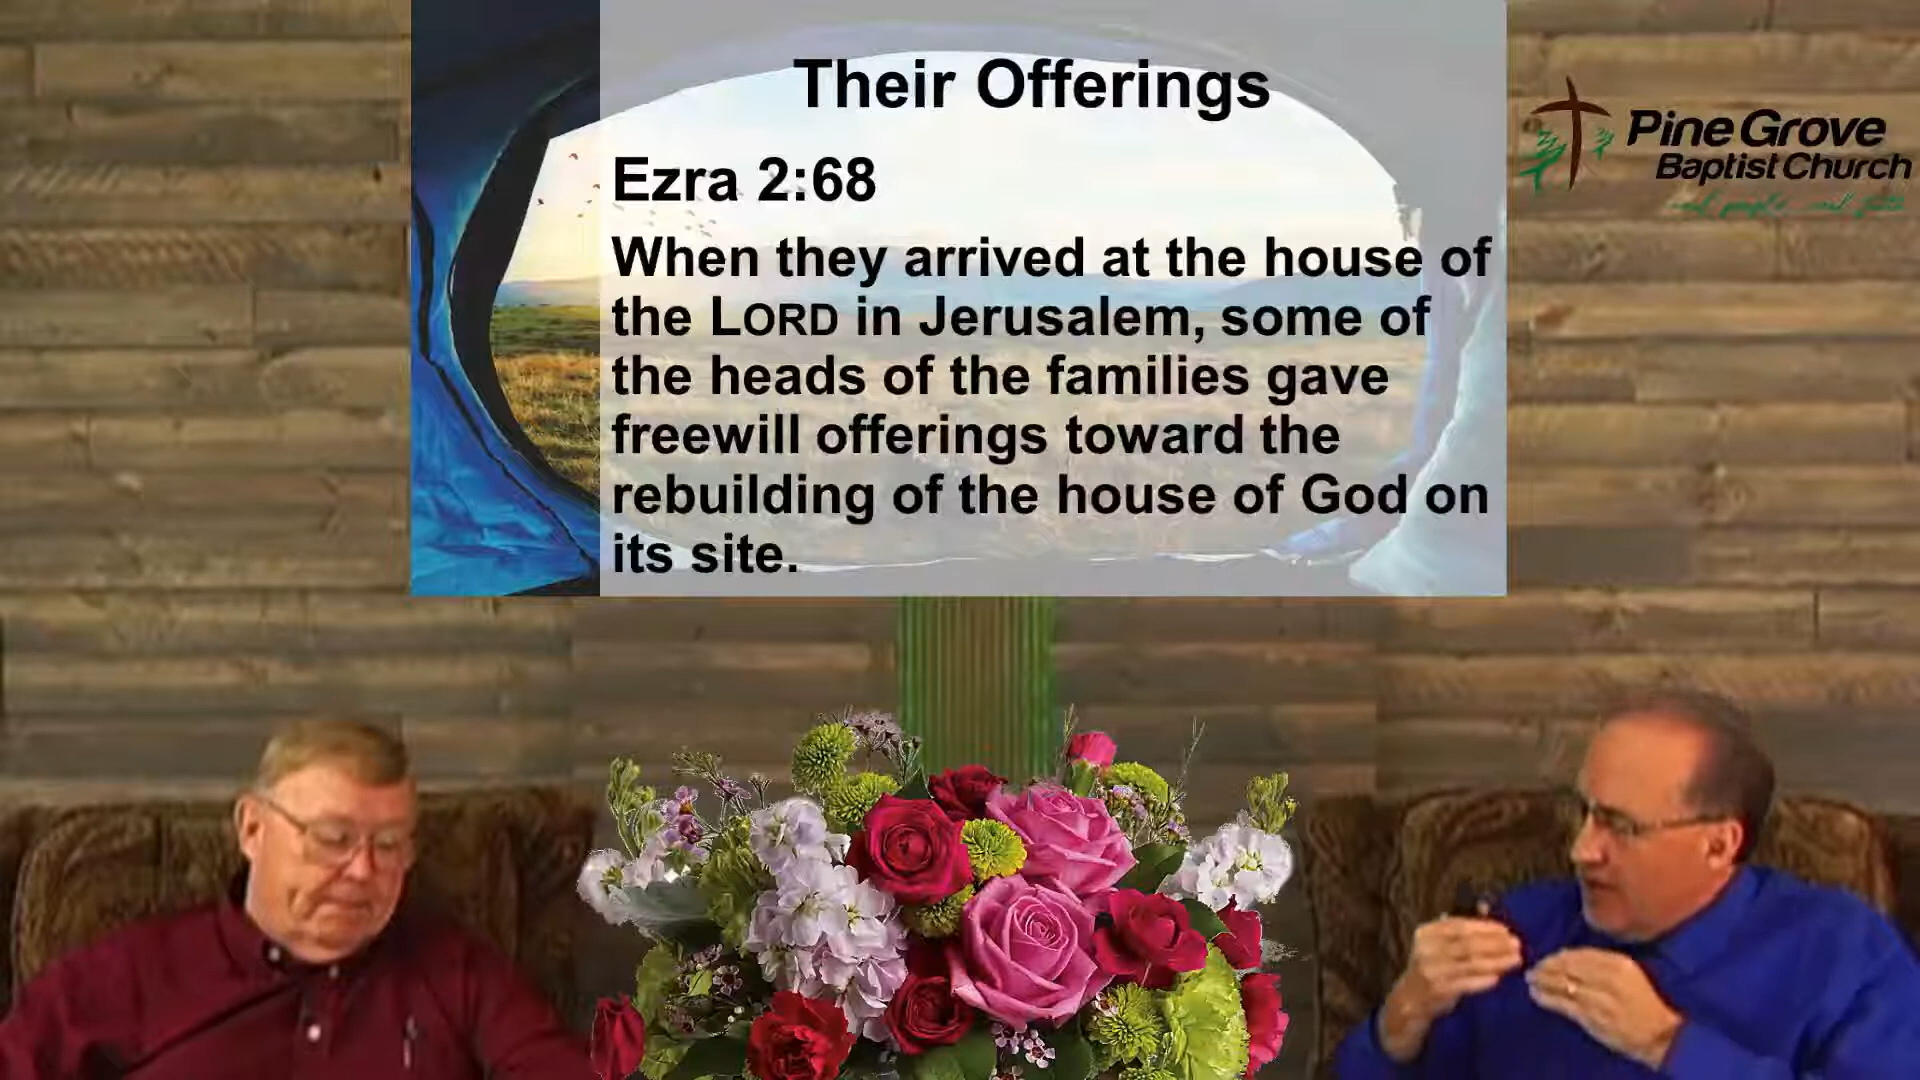 Their Offerings
Ezra 2:68
When they arrived at the house of
the LORD in Jerusalem, some of
the heads of the families gave
freewill offerings toward the
rebuilding of the house of God on
its site.
Pine Grove
Baptist Church